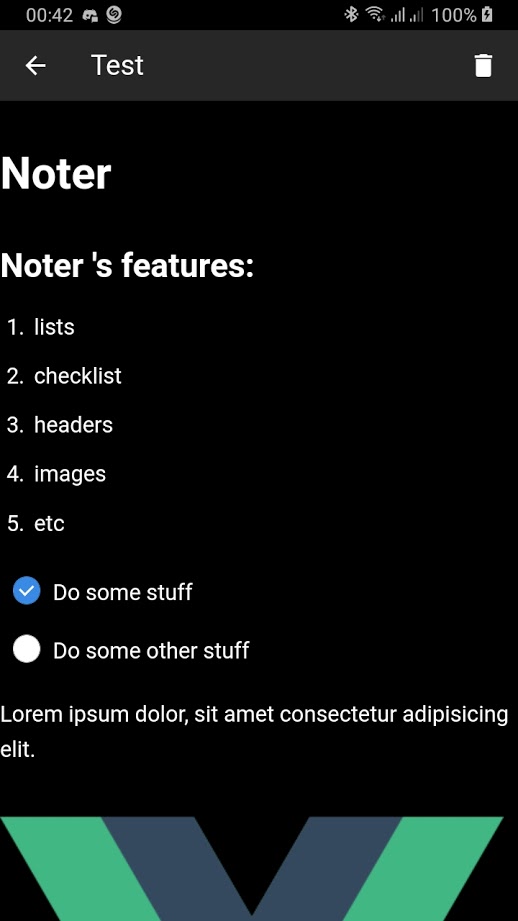 00:42 100%
Test
Noter
Noter 's features:
1. lists
2. checklist
3. headers
4. images
5. etc
Do some stuff
Do some other stuff
Lorem ipsum dolor, sit amet consectetur adipisicing
elit.